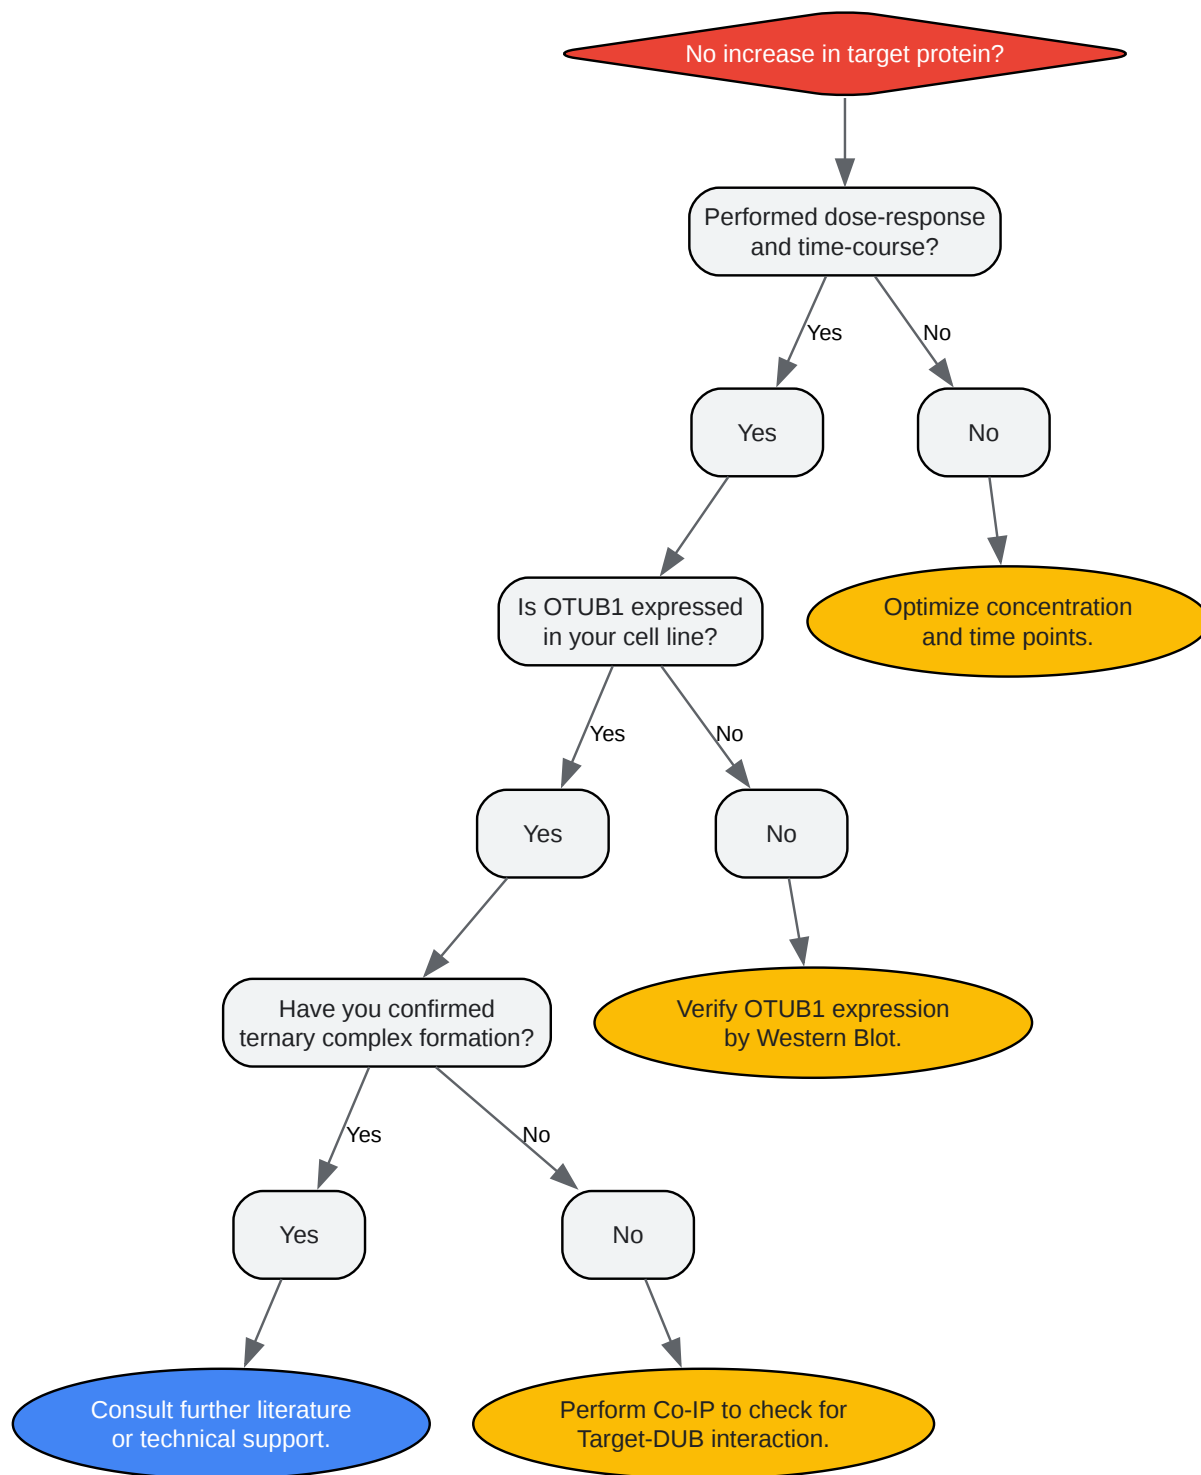 No increase in target protein?
Performed dose-response
and time-course?
Yes
No
Yes
No
Is OTUB1 expressed
in your cell line?
Optimize concentration
and time points.
Yes
No
Yes
No
Have you confirmed
ternary complex formation?
Verify OTUB1 expression
by Western Blot.
Yes
No
Yes
No
Consult further literature
or technical support.
Perform Co-IP to check for
Target-DUB interaction.